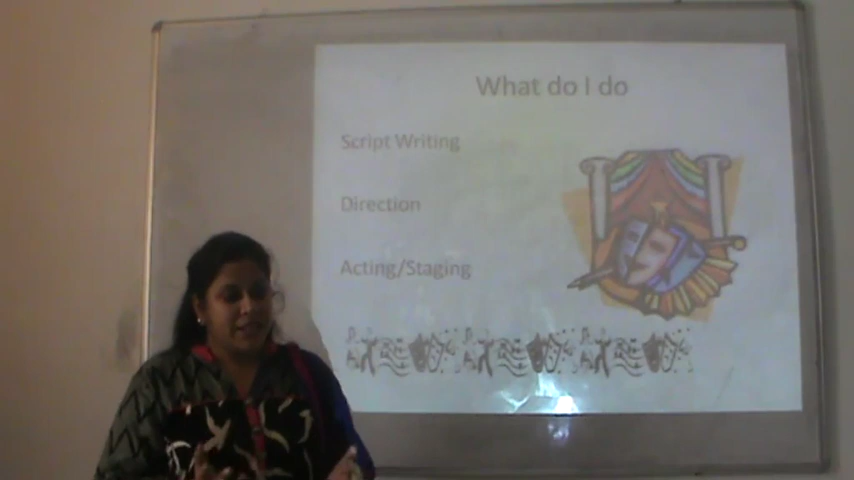 What do I do
Script Writing
Direction
Acting/Staging